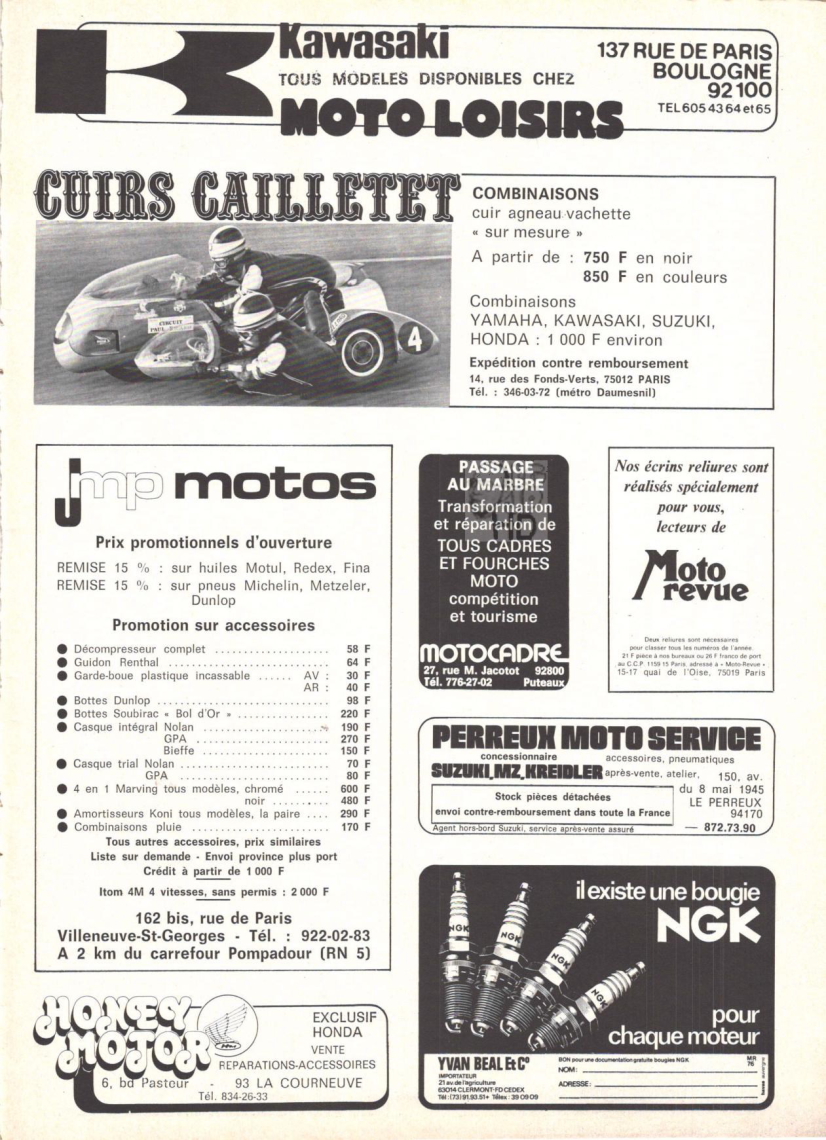 Kawasaki
TOUS MODELES DISPONIBLES CHEZ
MOTO LOISIRS
137 RUE DE PARIS
BOULOGNE
92100
TEL 605 43 64 et 65
CUIRS CAILLETET
CIRCUIT
PAUL
4
COMBINAISONS
cuir agneau vachette
« sur mesure »
A partir de : 750 F en noir
850 F en couleurs
Combinaisons
YAMAHA, KAWASAKI, SUZUKI,
HONDA : 1 000 F environ
Expédition contre remboursement
14, rue des Fonds-Verts, 75012 PARIS
Tél. : 346-03-72 (métro Daumesnil)
jmp motos
Prix promotionnels d'ouverture
REMISE 15 % : sur huiles Motul, Redex, Fina
REMISE 15 % : sur pneus Michelin, Metzeler,
Dunlop
Promotion sur accessoires
● Décompresseur complet .................... 58 F
● Guidon Renthal ............................ 64 F
● Garde-boue plastique incassable ...... AV : 30 F
AR : 40 F
● Bottes Dunlop ............................. 98 F
● Bottes Soubirac « Bol d'Or » ................ 220 F
● Casque intégral Nolan ...................... 190 F
GPA ........................ 270 F
Bieffe ....................... 150 F
● Casque trial Nolan ......................... 70 F
GPA .......................... 80 F
● 4 en 1 Marving tous modèles, chromé ...... 600 F
noir .......... 480 F
● Amortisseurs Koni tous modèles, la paire .... 290 F
● Combinaisons pluie ........................ 170 F
Tous autres accessoires, prix similaires
Liste sur demande - Envoi province plus port
Crédit à partir de 1 000 F
Itom 4M 4 vitesses, sans permis : 2 000 F
162 bis, rue de Paris
Villeneuve-St-Georges - Tél. : 922-02-83
A 2 km du carrefour Pompadour (RN 5)
PASSAGE
AU MARBRE
Transformation
et réparation de
TOUS CADRES
ET FOURCHES
MOTO
compétition
et tourisme
MOTOCADRE
27, rue M. Jacotot 92800
Tél. 776-27-02 Puteaux
Nos écrins reliures sont
réalisés spécialement
pour vous,
lecteurs de
Moto
revue
Deux reliures sont nécessaires
pour classer tous les numéros de l'année.
21 F pièce à nos bureaux ou 26 F franco de port
au C.C.P. 1159 15 Paris, adressé à « Moto-Revue »
15-17 quai de l'Oise, 75019 Paris
PERREUX MOTO SERVICE
concessionnaire accessoires, pneumatiques
SUZUKI, MZ, KREIDLER après-vente, atelier, 150, av.
du 8 mai 1945
LE PERREUX
94170
— 872.73.90
Stock pièces détachées
envoi contre-remboursement dans toute la France
Agent hors-bord Suzuki, service après-vente assuré
il existe une bougie
NGK
NGK
NGK
NGK
NGK
pour
chaque moteur
YVAN BEAL & Cº
IMPORTATEUR
21 av. de l'agriculture
63014 CLERMONT-FD CEDEX
Tél : (73) 91.93.51+ Télex : 39 09 09
BON pour une documentation gratuite bougies NGK
NOM :
ADRESSE :
MR
76
HONEY
MOTOR
EXCLUSIF
HONDA
VENTE
REPARATIONS-ACCESSOIRES
6, bd Pasteur - 93 LA COURNEUVE
Tél. 834-26-33